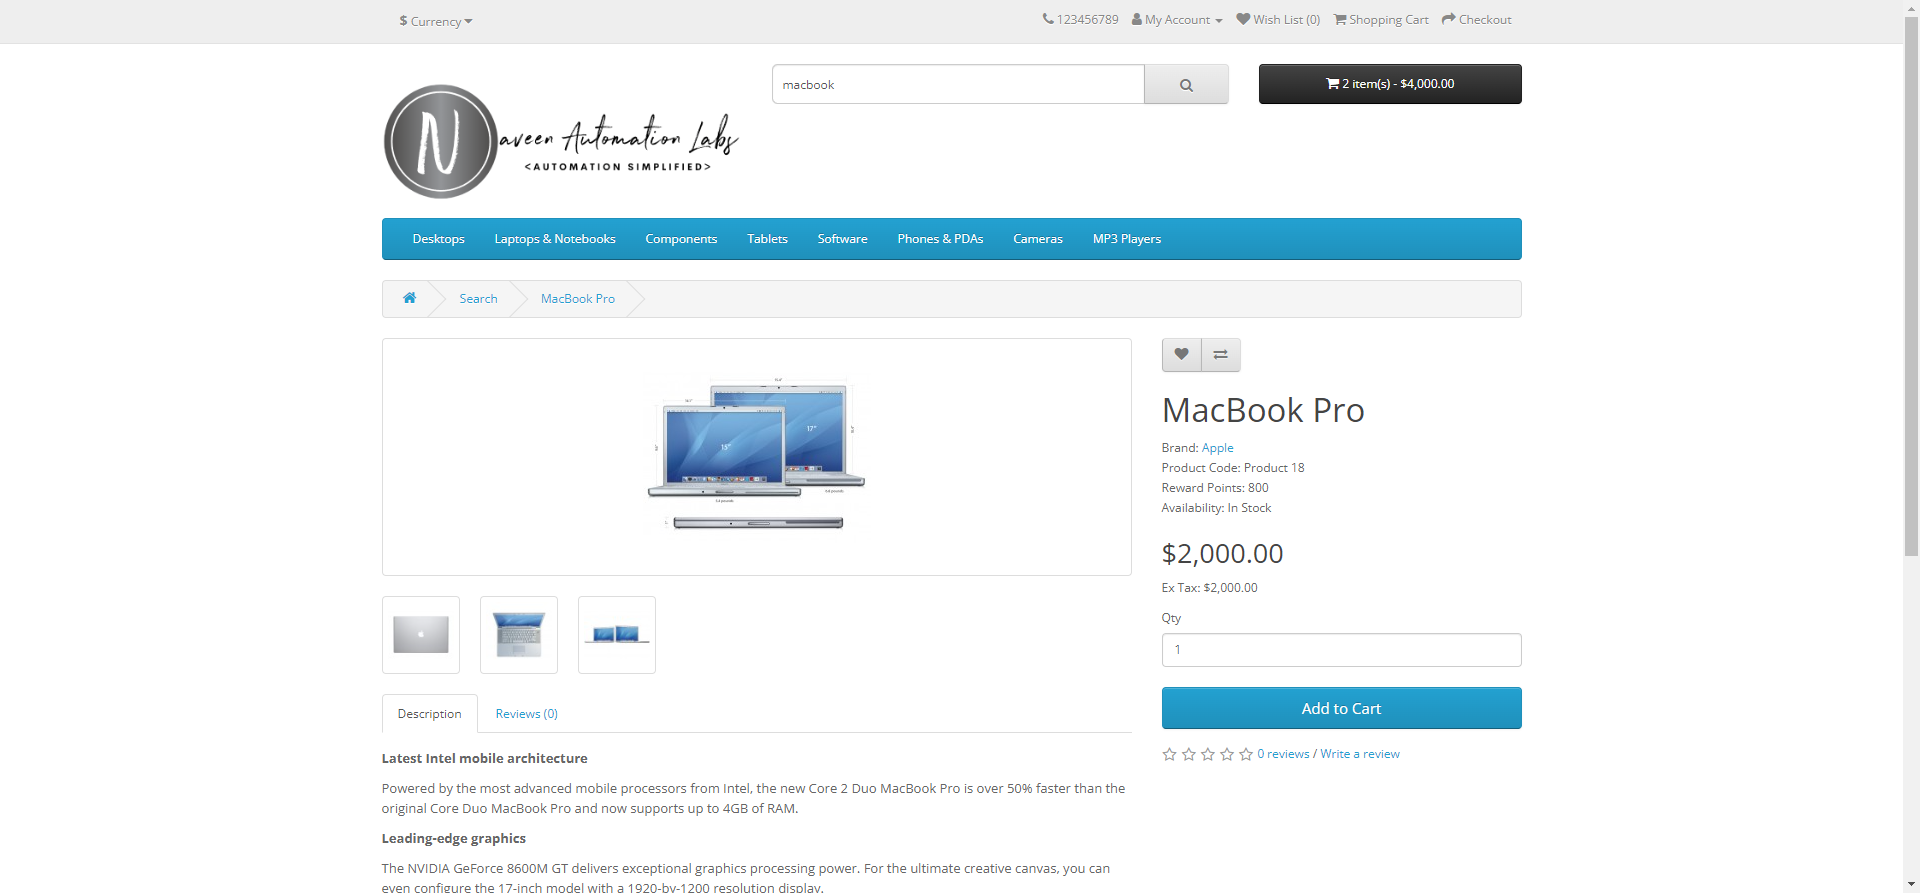 $ Currency
123456789 My Account Wish List (0) Shopping Cart Checkout
macbook
2 item(s) - $4,000.00
N aveen Automation Labs
<AUTOMATION SIMPLIFIED>
Desktops Laptops & Notebooks Components Tablets Software Phones & PDAs Cameras MP3 Players
Search MacBook Pro
15"
17"
MacBook Pro
Brand: Apple
Product Code: Product 18
Reward Points: 800
Availability: In Stock
$2,000.00
Ex Tax: $2,000.00
Qty
1
Add to Cart
0 reviews / Write a review
Description Reviews (0)
Latest Intel mobile architecture
Powered by the most advanced mobile processors from Intel, the new Core 2 Duo MacBook Pro is over 50% faster than the
original Core Duo MacBook Pro and now supports up to 4GB of RAM.
Leading-edge graphics
The NVIDIA GeForce 8600M GT delivers exceptional graphics processing power. For the ultimate creative canvas, you can
even configure the 17-inch model with a 1920-by-1200 resolution display.